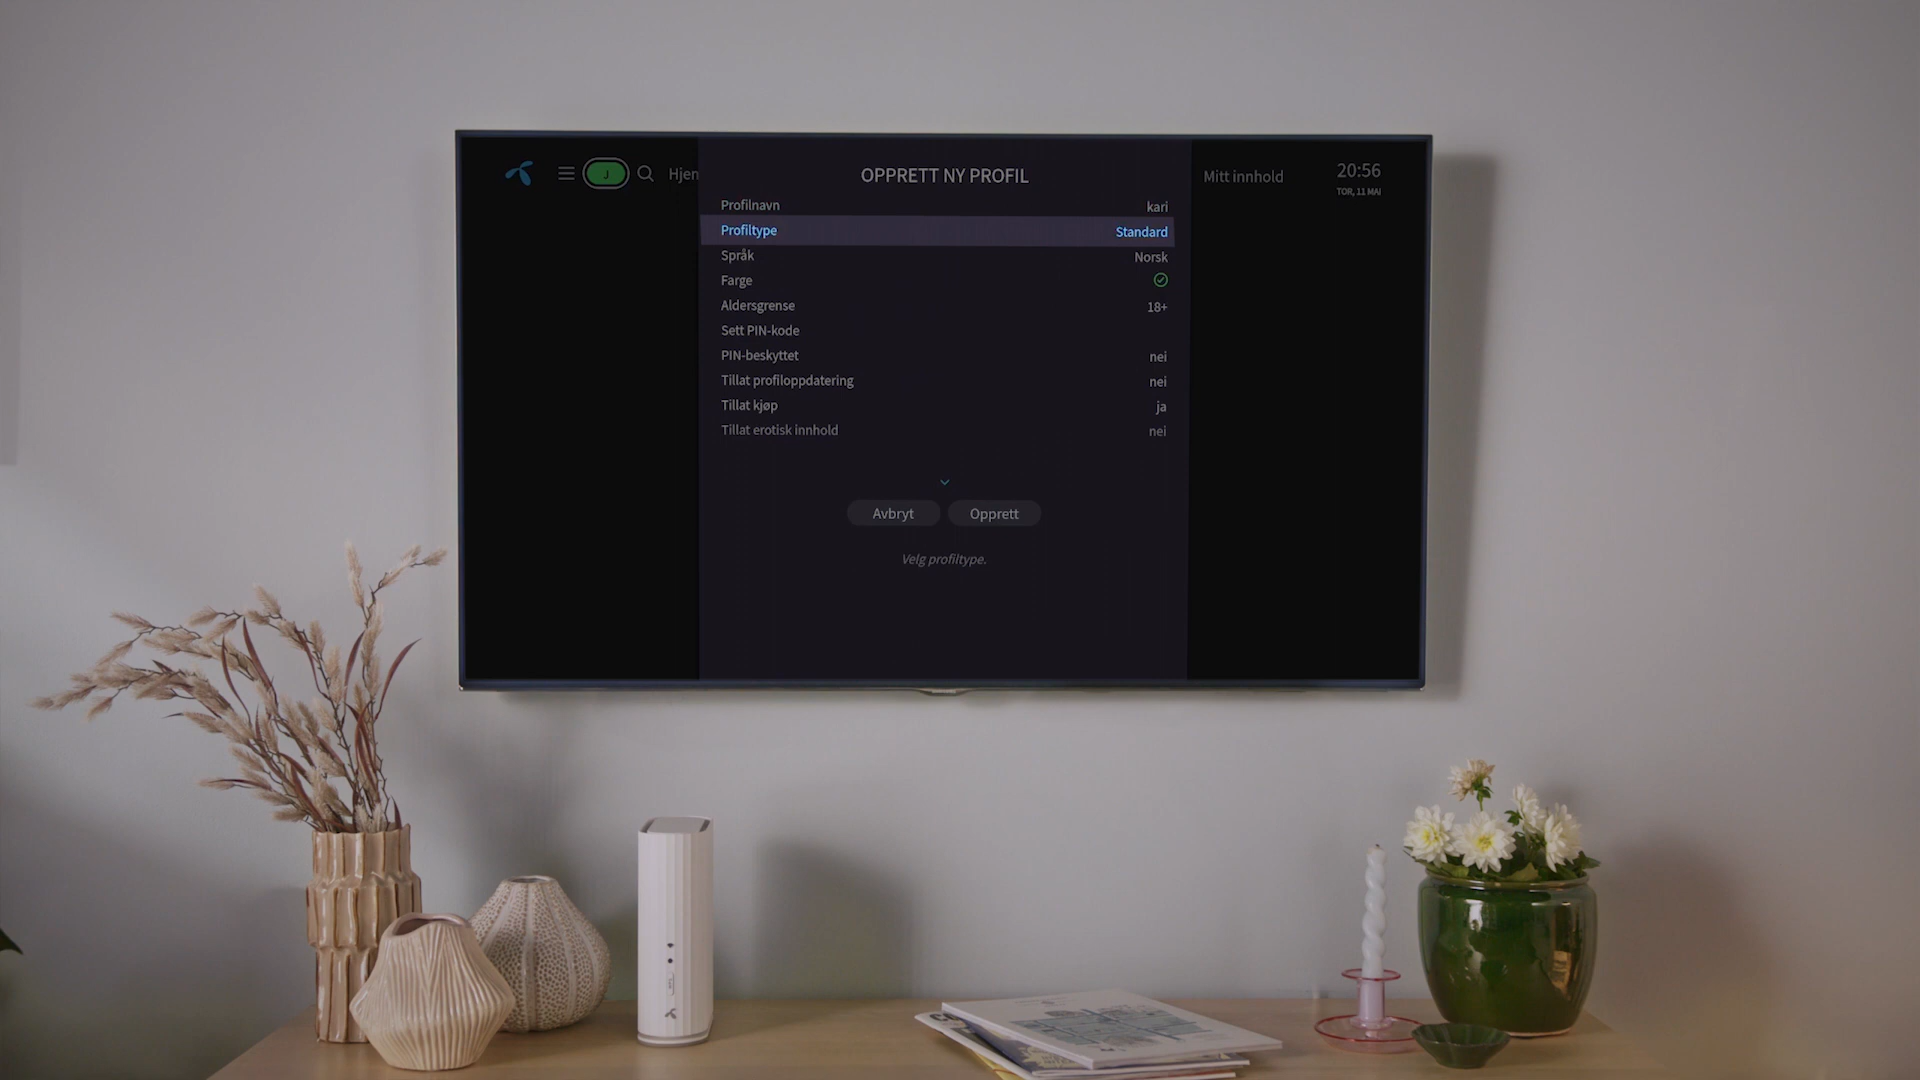 J Hjen Mitt innhold 20:56
TOR, 11 MAI
OPPRETT NY PROFIL
Profilnavn kari
Profiltype Standard
Språk Norsk
Farge
Aldersgrense 18+
Sett PIN-kode
PIN-beskyttet nei
Tillat profiloppdatering nei
Tillat kjøp ja
Tillat erotisk innhold nei
Avbryt Opprett
Velg profiltype.